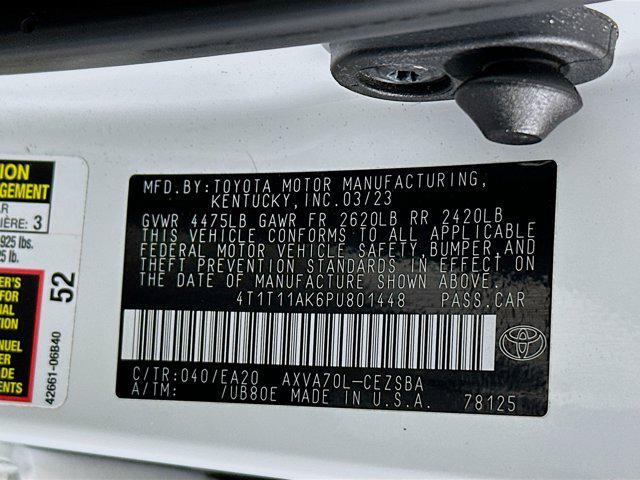 MFD.BY:TOYOTA MOTOR MANUFACTURING,
KENTUCKY, INC.03/23
GVWR 4475LB GAWR FR 2620LB RR 2420LB
THIS VEHICLE CONFORMS TO ALL APPLICABLE
FEDERAL MOTOR VEHICLE SAFETY, BUMPER AND
THEFT PREVENTION STANDARDS IN EFFECT ON
THE DATE OF MANUFACTURE SHOWN ABOVE.
4T1T11AK6PU801448 PASS.CAR
C/TR:040/EA20 AXVA70L-CEZSBA
A/TM: /UB80E MADE IN U.S.A. 78125
3
925 lbs.
52
42661-06B40